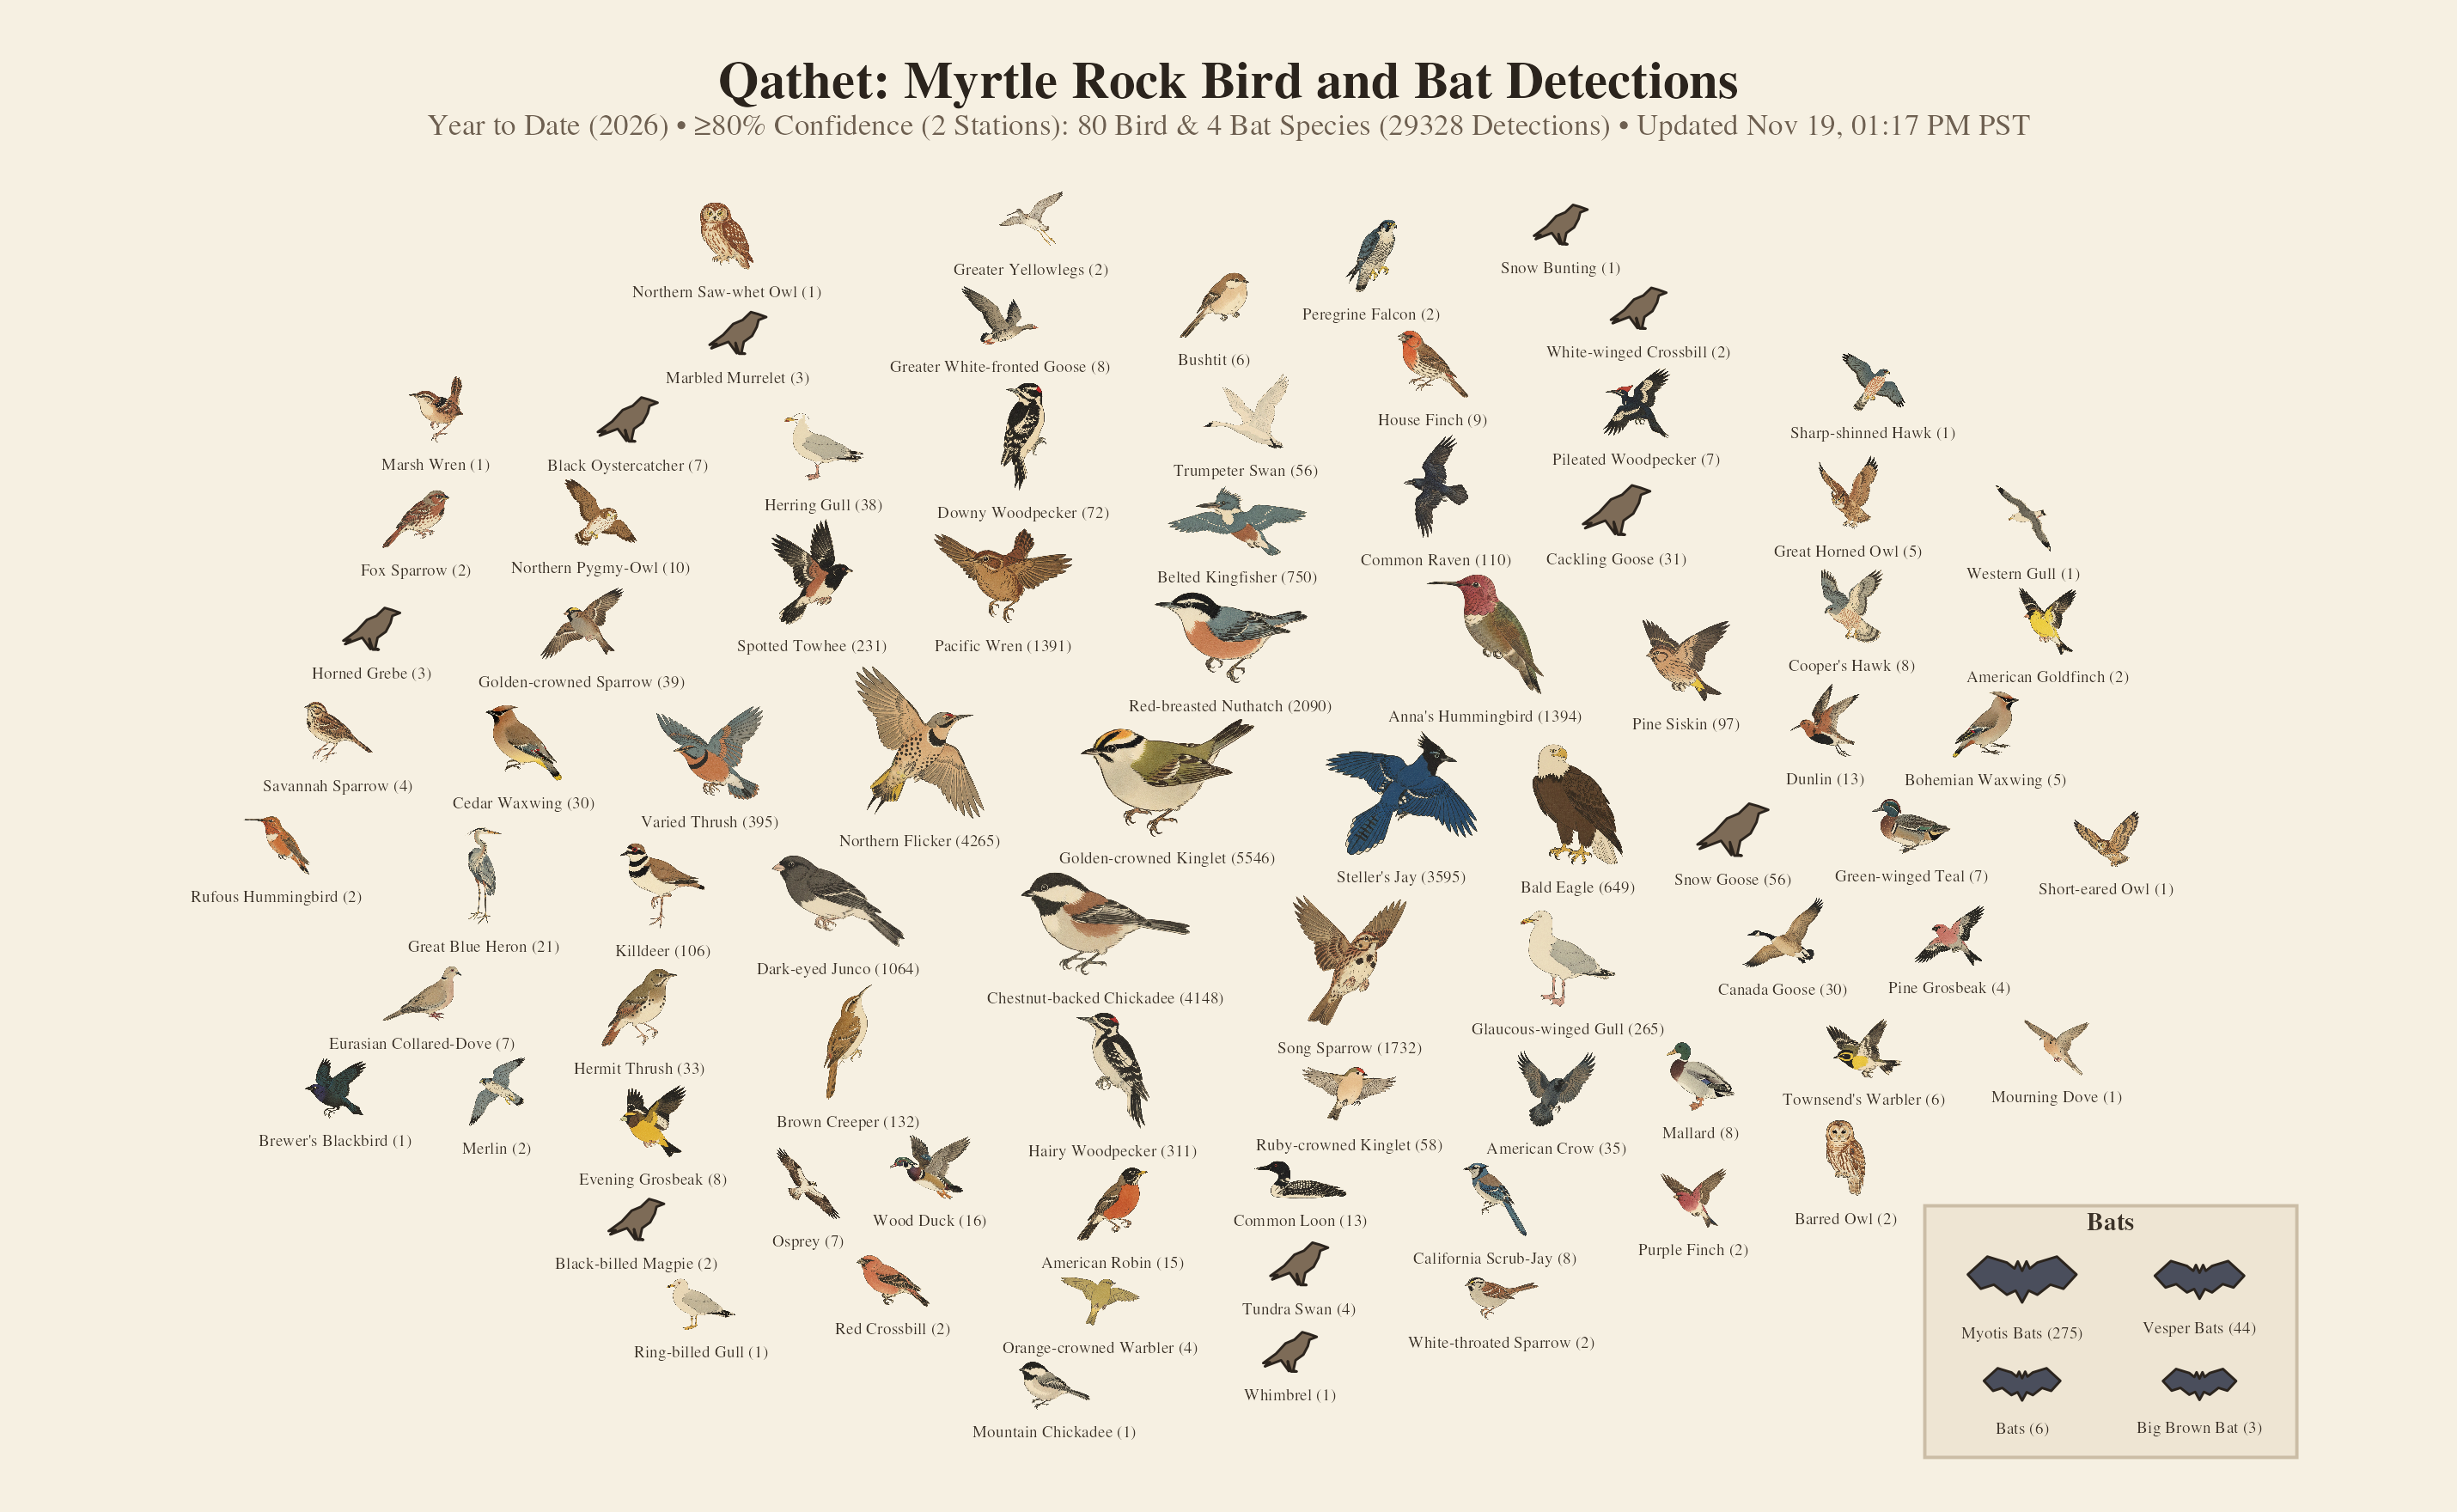 Qathet: Myrtle Rock Bird and Bat Detections
Year to Date (2026) • ≥80% Confidence (2 Stations): 80 Bird & 4 Bat Species (29328 Detections) • Updated Nov 19, 01:17 PM PST
Northern Saw-whet Owl (1)
Greater Yellowlegs (2)
Peregrine Falcon (2)
Snow Bunting (1)
Marbled Murrelet (3)
Greater White-fronted Goose (8)
Bushtit (6)
House Finch (9)
White-winged Crossbill (2)
Sharp-shinned Hawk (1)
Marsh Wren (1)
Black Oystercatcher (7)
Herring Gull (38)
Downy Woodpecker (72)
Trumpeter Swan (56)
Common Raven (110)
Pileated Woodpecker (7)
Cackling Goose (31)
Great Horned Owl (5)
Western Gull (1)
Fox Sparrow (2)
Northern Pygmy-Owl (10)
Spotted Towhee (231)
Pacific Wren (1391)
Belted Kingfisher (750)
Red-breasted Nuthatch (2090)
Anna's Hummingbird (1394)
Pine Siskin (97)
Cooper's Hawk (8)
American Goldfinch (2)
Horned Grebe (3)
Golden-crowned Sparrow (39)
Savannah Sparrow (4)
Cedar Waxwing (30)
Varied Thrush (395)
Northern Flicker (4265)
Golden-crowned Kinglet (5546)
Steller's Jay (3595)
Bald Eagle (649)
Dunlin (13)
Bohemian Waxwing (5)
Snow Goose (56)
Green-winged Teal (7)
Short-eared Owl (1)
Rufous Hummingbird (2)
Great Blue Heron (21)
Killdeer (106)
Dark-eyed Junco (1064)
Chestnut-backed Chickadee (4148)
Song Sparrow (1732)
Glaucous-winged Gull (265)
Canada Goose (30)
Pine Grosbeak (4)
Eurasian Collared-Dove (7)
Hermit Thrush (33)
Brown Creeper (132)
Hairy Woodpecker (311)
Ruby-crowned Kinglet (58)
American Crow (35)
Mallard (8)
Townsend's Warbler (6)
Mourning Dove (1)
Brewer's Blackbird (1)
Merlin (2)
Evening Grosbeak (8)
Osprey (7)
Wood Duck (16)
American Robin (15)
Common Loon (13)
California Scrub-Jay (8)
Purple Finch (2)
Barred Owl (2)
Black-billed Magpie (2)
Ring-billed Gull (1)
Red Crossbill (2)
Orange-crowned Warbler (4)
Tundra Swan (4)
White-throated Sparrow (2)
Mountain Chickadee (1)
Whimbrel (1)
Bats
Myotis Bats (275)
Vesper Bats (44)
Bats (6)
Big Brown Bat (3)